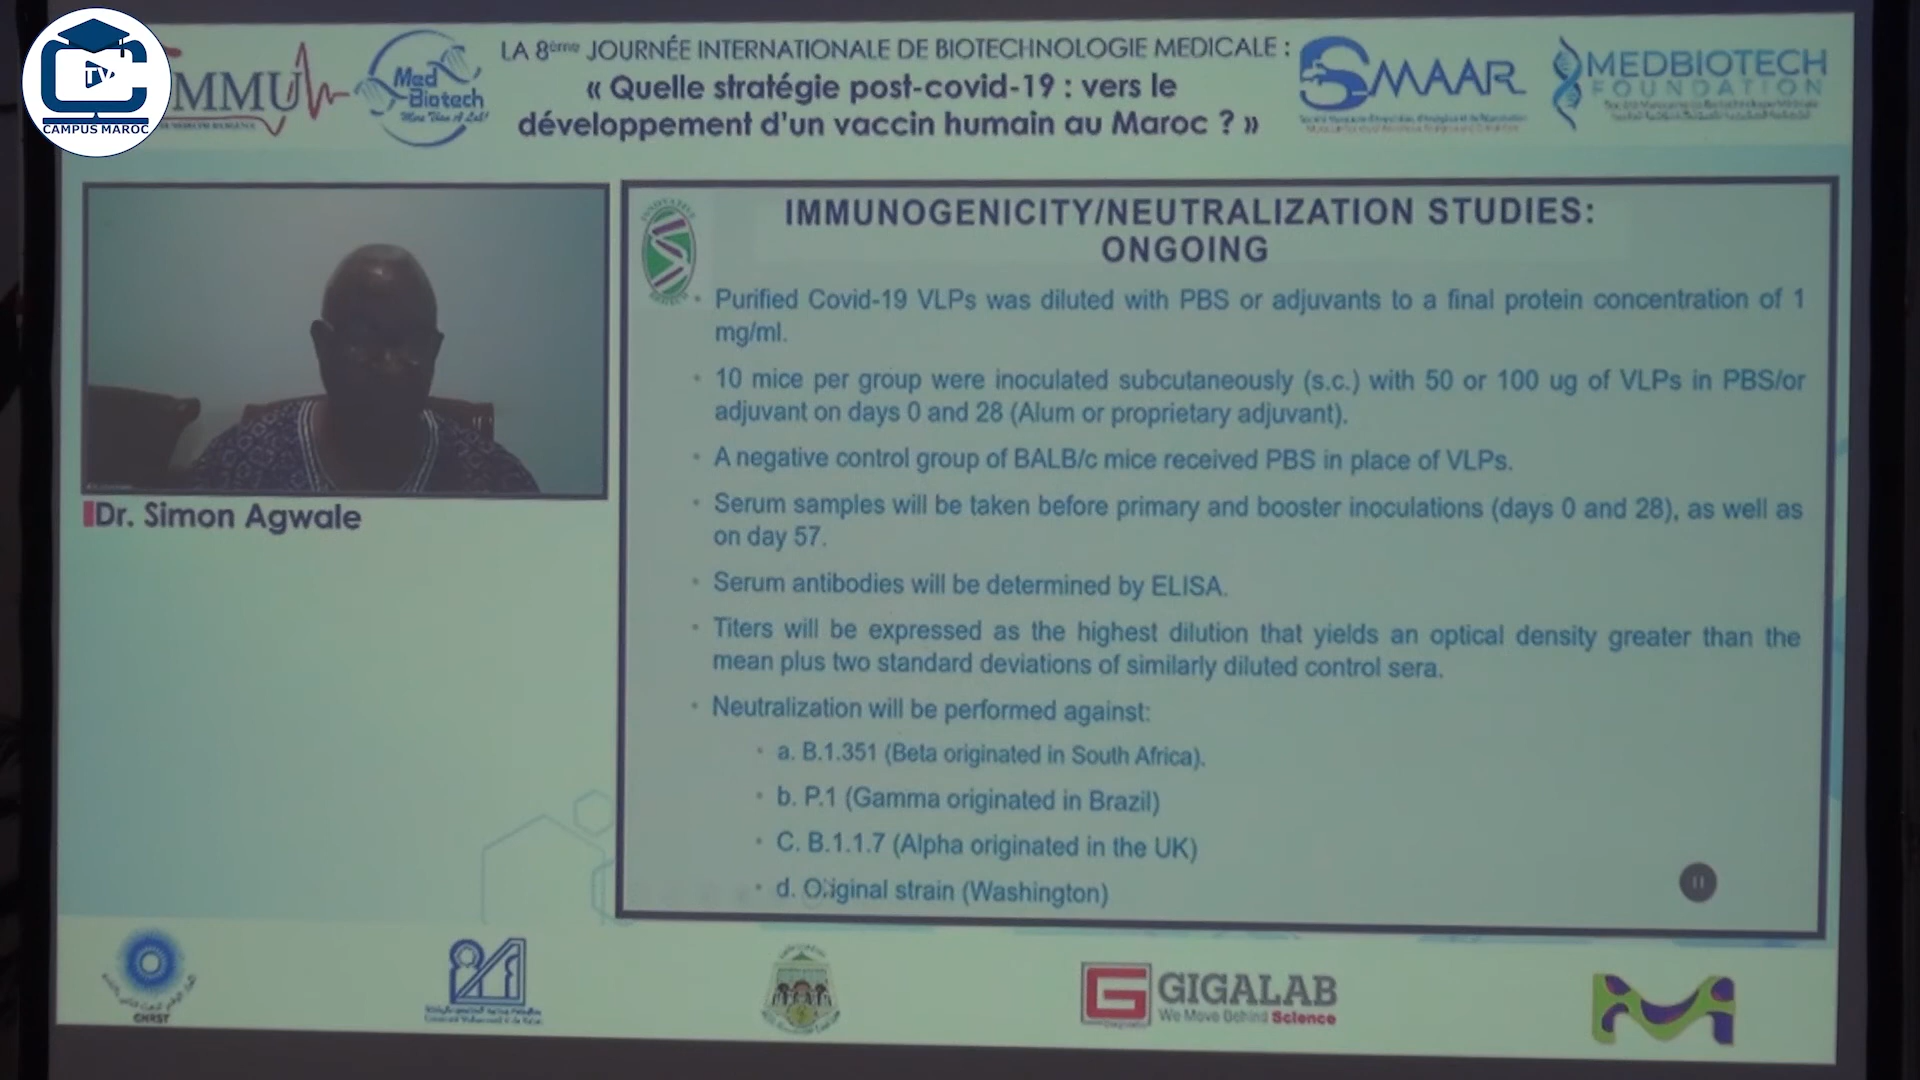 TV
CAMPUS MAROC
IMMU
Med
Biotech
More Than A Lab!
LA 8ème JOURNÉE INTERNATIONALE DE BIOTECHNOLOGIE MEDICALE :
« Quelle stratégie post-covid-19 : vers le
développement d'un vaccin humain au Maroc ? »
SMAAR
MEDBIOTECH
FOUNDATION
Dr. Simon Agwale
INNOVATIVE
BIOTECH
IMMUNOGENICITY/NEUTRALIZATION STUDIES:
ONGOING
• Purified Covid-19 VLPs was diluted with PBS or adjuvants to a final protein concentration of 1
mg/ml.
• 10 mice per group were inoculated subcutaneously (s.c.) with 50 or 100 ug of VLPs in PBS/or
adjuvant on days 0 and 28 (Alum or proprietary adjuvant).
• A negative control group of BALB/c mice received PBS in place of VLPs.
• Serum samples will be taken before primary and booster inoculations (days 0 and 28), as well as
on day 57.
• Serum antibodies will be determined by ELISA.
• Titers will be expressed as the highest dilution that yields an optical density greater than the
mean plus two standard deviations of similarly diluted control sera.
• Neutralization will be performed against:
• a. B.1.351 (Beta originated in South Africa).
• b. P.1 (Gamma originated in Brazil)
• C. B.1.1.7 (Alpha originated in the UK)
• d. Original strain (Washington)
CNRST
GIGALAB
We Move Behind Science